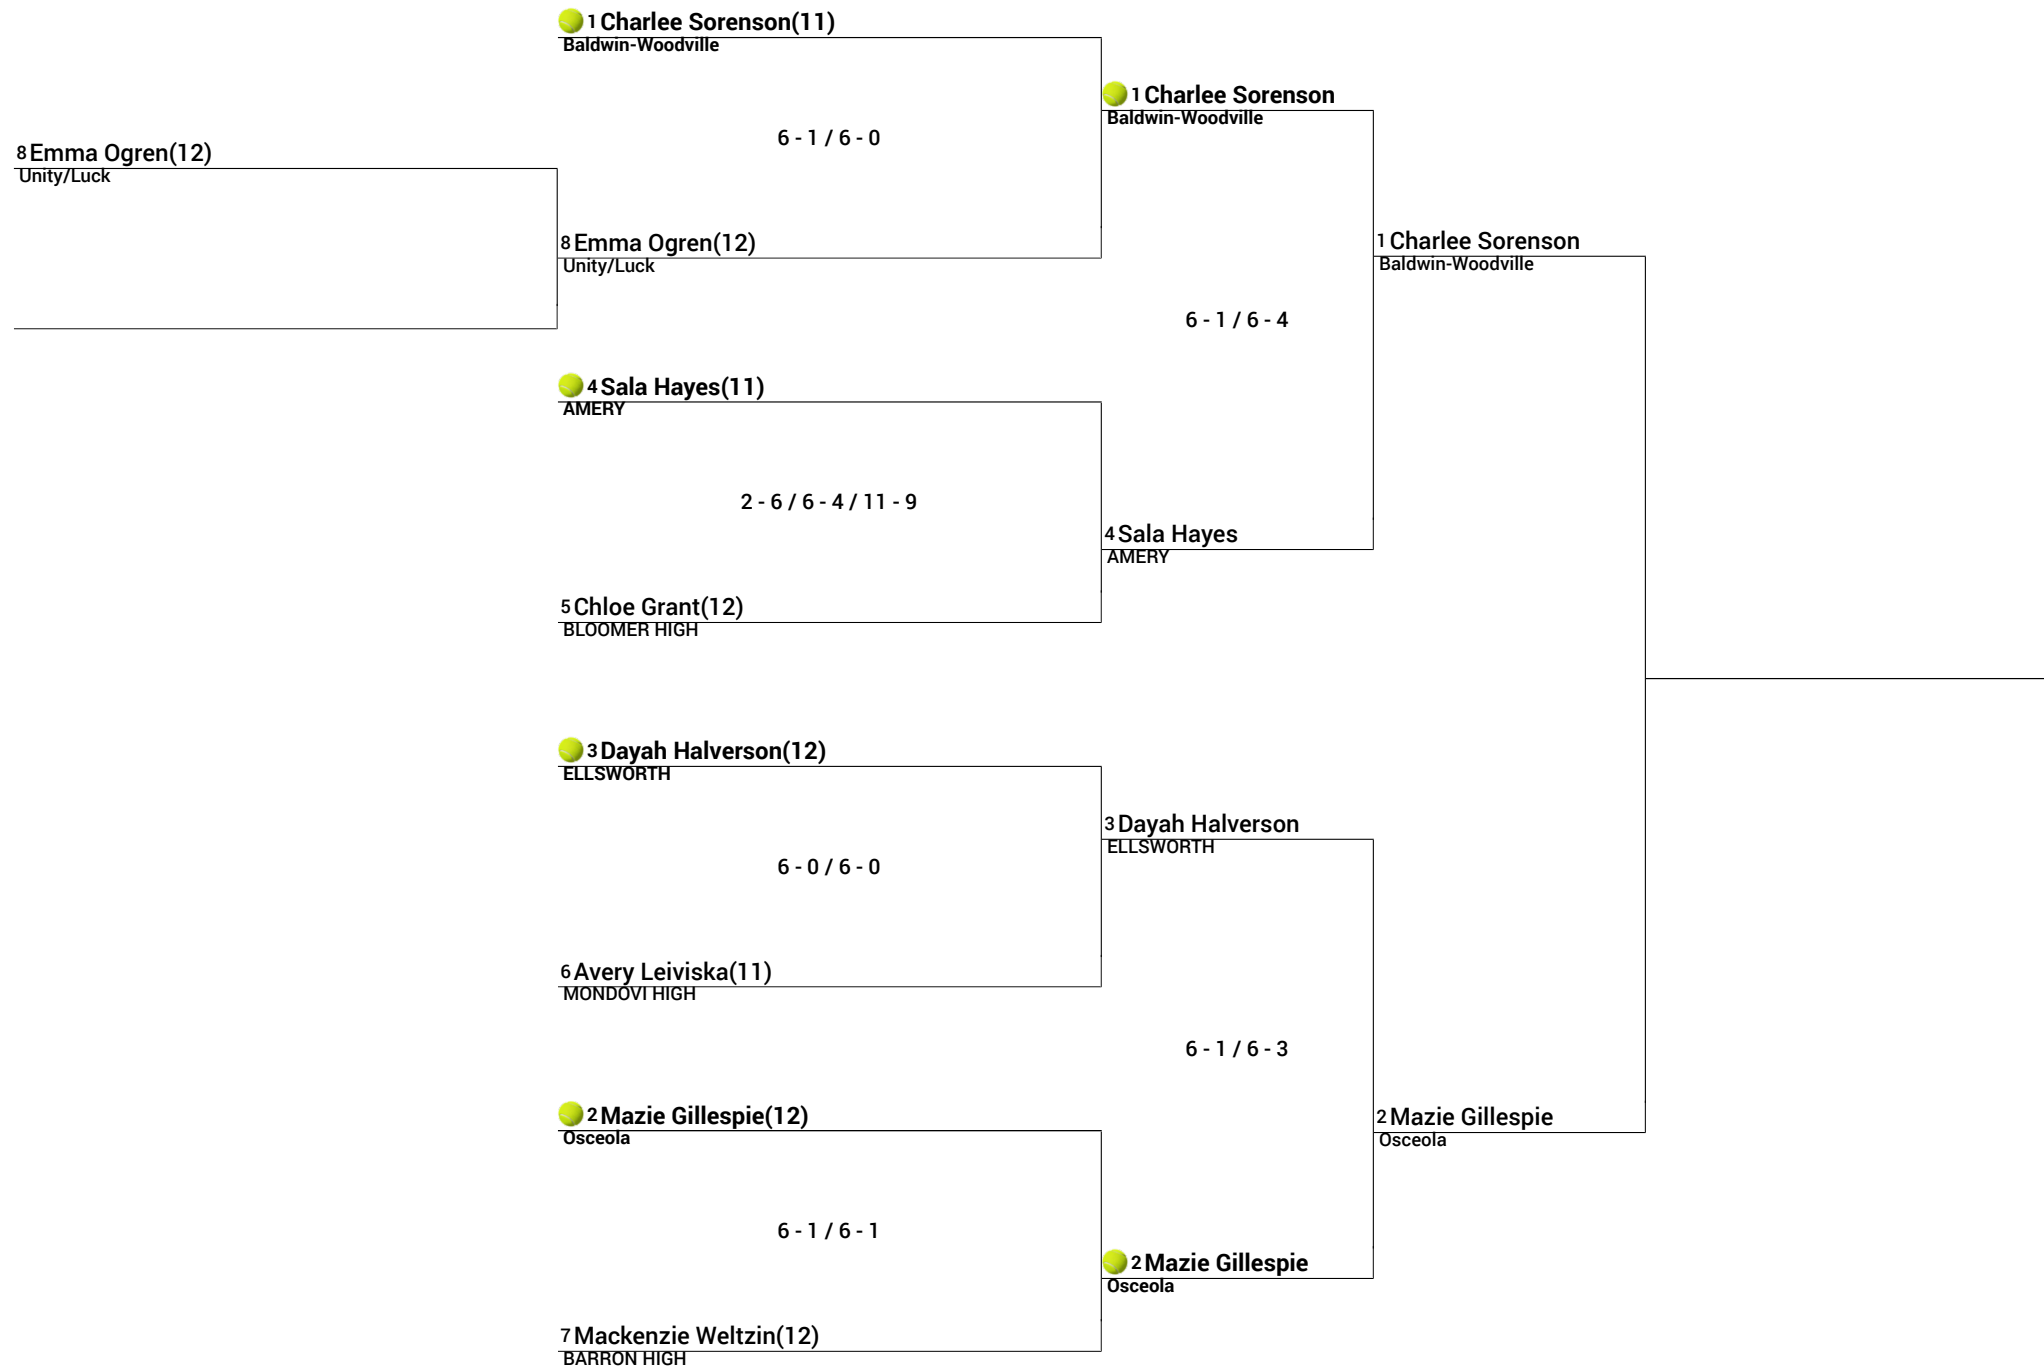 1 Charlee Sorenson(11)
Baldwin-Woodville
1 Charlee Sorenson
Baldwin-Woodville
6 - 1 / 6 - 0
8 Emma Ogren(12)
Unity/Luck
8 Emma Ogren(12)
Unity/Luck
1 Charlee Sorenson
Baldwin-Woodville
6 - 1 / 6 - 4
4 Sala Hayes(11)
AMERY
2 - 6 / 6 - 4 / 11 - 9
4 Sala Hayes
AMERY
5 Chloe Grant(12)
BLOOMER HIGH
3 Dayah Halverson(12)
ELLSWORTH
3 Dayah Halverson
ELLSWORTH
6 - 0 / 6 - 0
6 Avery Leiviska(11)
MONDOVI HIGH
6 - 1 / 6 - 3
2 Mazie Gillespie(12)
Osceola
2 Mazie Gillespie
Osceola
6 - 1 / 6 - 1
2 Mazie Gillespie
Osceola
7 Mackenzie Weltzin(12)
BARRON HIGH